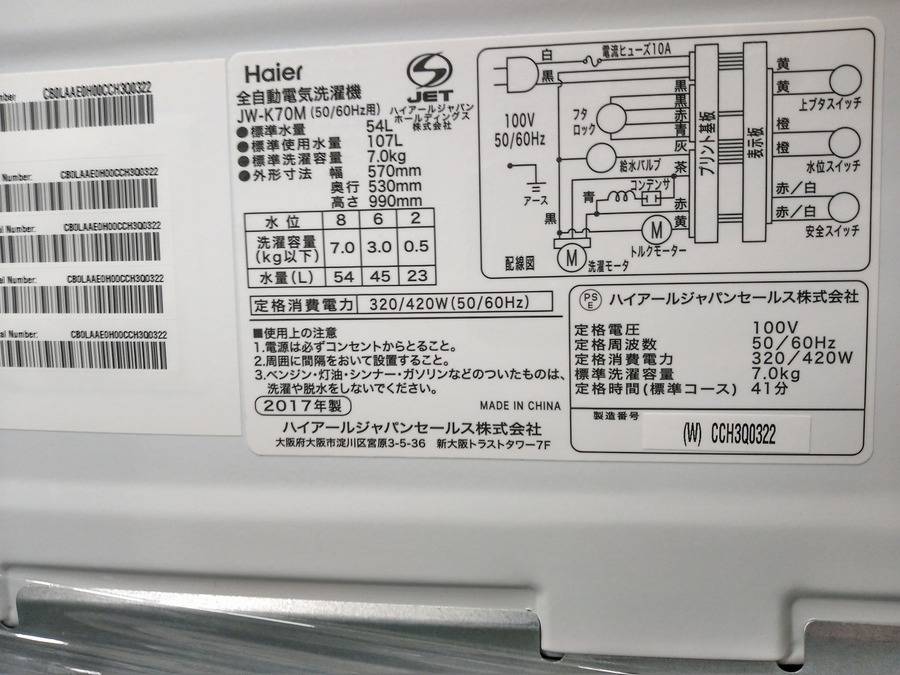 Number: CB0LAAE0H00CCH3Q0322
Number: CB0LAAE0H00CCH3Q0322
al Number: CB0LAAE0H00CCH3Q0322
al Number: CB0LAAE0H00CCH3Q0322
al Number: CB0LAAE0H00CCH3Q0322
Haier
全自動電気洗濯機
JW-K70M (50/60Hz用)
JET
ハイアールジャパン
ホールディングス
株式会社
●標準水量 54L
●標準使用水量 107L
●標準洗濯容量 7.0kg
●外形寸法 幅 570mm
奥行 530mm
高さ 990mm
水位 8 6 2
洗濯容量(kg以下) 7.0 3.0 0.5
水量(L) 54 45 23
定格消費電力 320/420W(50/60Hz)
■使用上の注意
1.電源は必ずコンセントからとること。
2.周囲に間隔をおいて設置すること。
3.ベンジン・灯油・シンナー・ガソリンなどのついたものは、
洗濯や脱水をしないでください。
2017年製 MADE IN CHINA
ハイアールジャパンセールス株式会社
大阪府大阪市淀川区宮原3-5-36 新大阪トラストタワー7F
白 電流ヒューズ10A
黒
100V
50/60Hz
アース
黒
黒
フタロック
赤
青
灰
給水バルブ
茶
コンデンサ
青
赤
黒
黄
トルクモーター
M
M
洗濯モータ
配線図
プリント基板
表示板
黄
黄
上ブタスイッチ
橙
橙
水位スイッチ
赤/白
赤/白
安全スイッチ
PSE ハイアールジャパンセールス株式会社
定格電圧 100V
定格周波数 50/60Hz
定格消費電力 320/420W
標準洗濯容量 7.0kg
定格時間(標準コース) 41分
製造番号
(W) CCH3Q0322